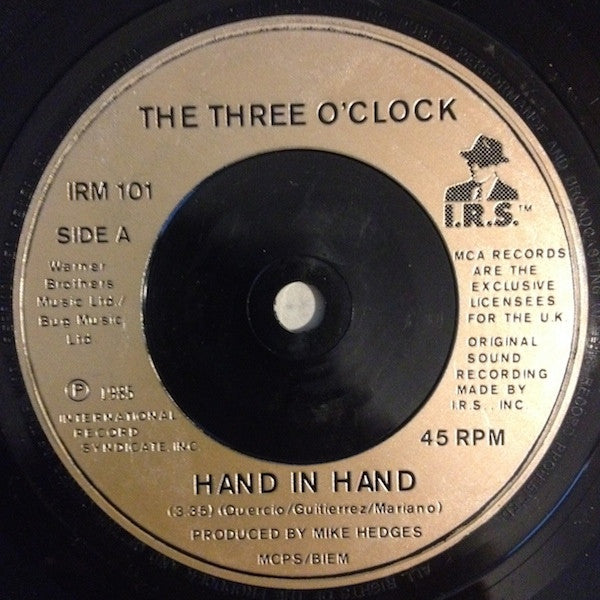 THE THREE O'CLOCK
IRM 101
SIDE A
Warner
Brothers
Music Ltd/
Bug Music
Ltd
Ⓟ 1985
INTERNATIONAL
RECORD
SYNDICATE, INC.
I.R.S.™
MCA RECORDS
ARE THE
EXCLUSIVE
LICENSEES
FOR THE U.K
ORIGINAL
SOUND
RECORDING
MADE BY
I.R.S., INC
45 RPM
HAND IN HAND
(3.35) (Quercio/Guitierrez/Mariano)
PRODUCED BY MIKE HEDGES
MCPS/BIEM